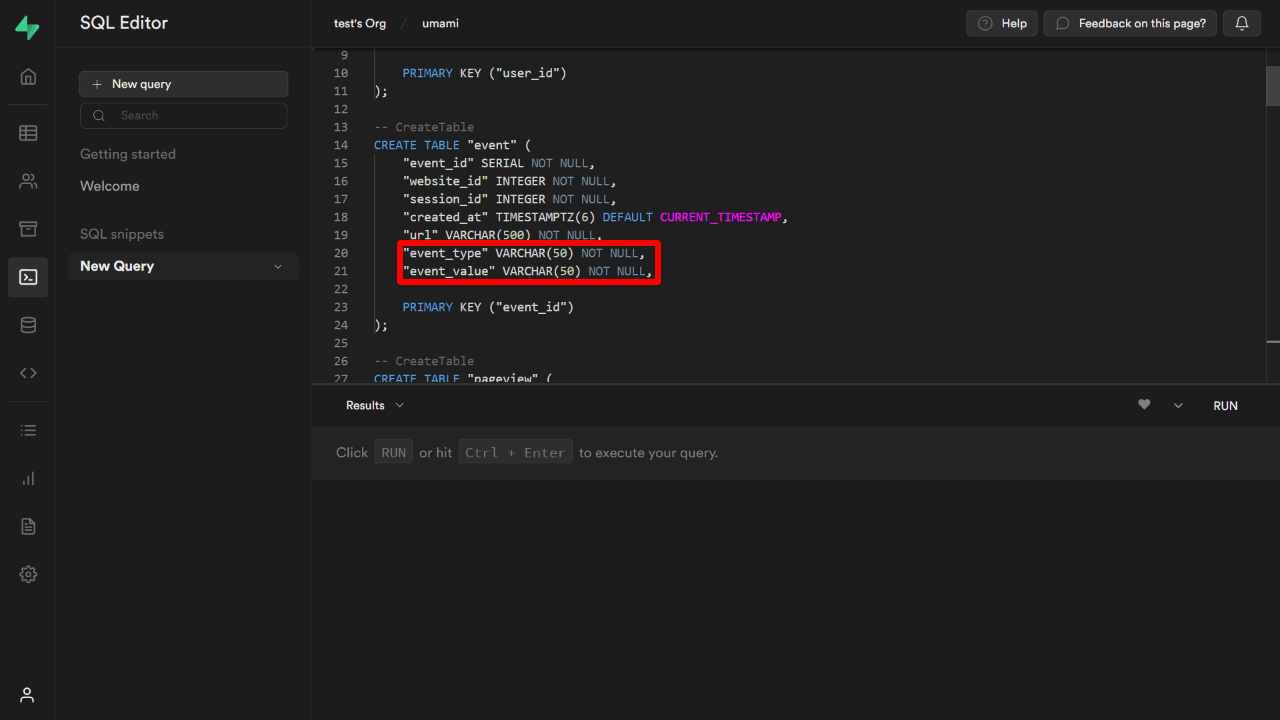 SQL Editor
test's Org / umami
Help
Feedback on this page?
New query
Search
Getting started
Welcome
SQL snippets
New Query
9
10 PRIMARY KEY ("user_id")
11 );
12
13 -- CreateTable
14 CREATE TABLE "event" (
15 "event_id" SERIAL NOT NULL,
16 "website_id" INTEGER NOT NULL,
17 "session_id" INTEGER NOT NULL,
18 "created_at" TIMESTAMPTZ(6) DEFAULT CURRENT_TIMESTAMP,
19 "url" VARCHAR(500) NOT NULL,
20 "event_type" VARCHAR(50) NOT NULL,
21 "event_value" VARCHAR(50) NOT NULL,
22
23 PRIMARY KEY ("event_id")
24 );
25
26 -- CreateTable
27 CREATE TABLE "pageview" (
Results
RUN
Click RUN or hit Ctrl + Enter to execute your query.